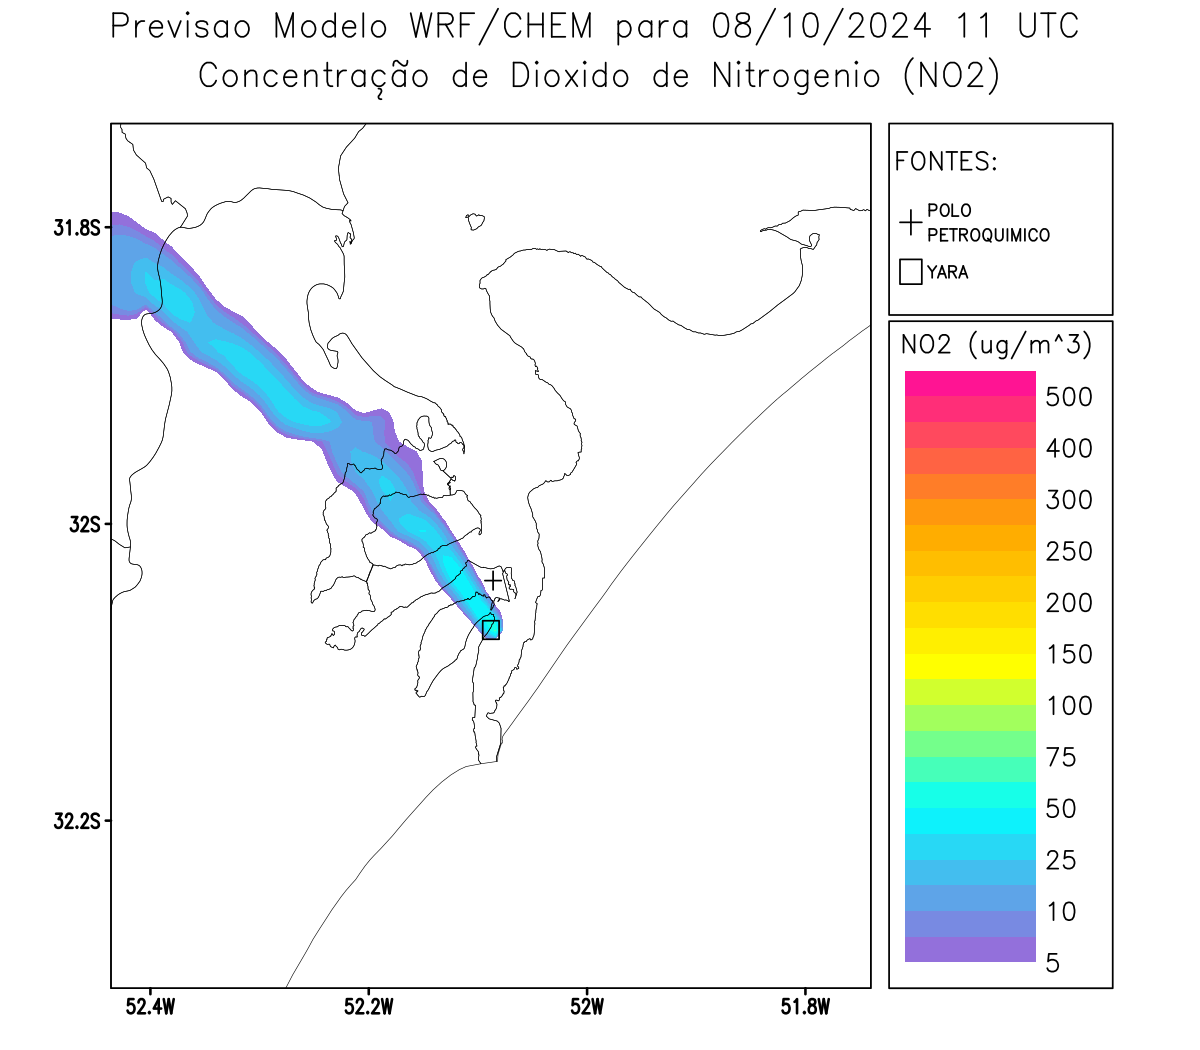 Previsao Modelo WRF/CHEM para 08/10/2024 11 UTC
Concentração de Dioxido de Nitrogenio (NO2)
FONTES:
POLO
PETROQUIMICO
YARA
NO2 (ug/m^3)
500
400
300
250
200
150
100
75
50
25
10
5
31.8S
32S
32.2S
52.4W
52.2W
52W
51.8W